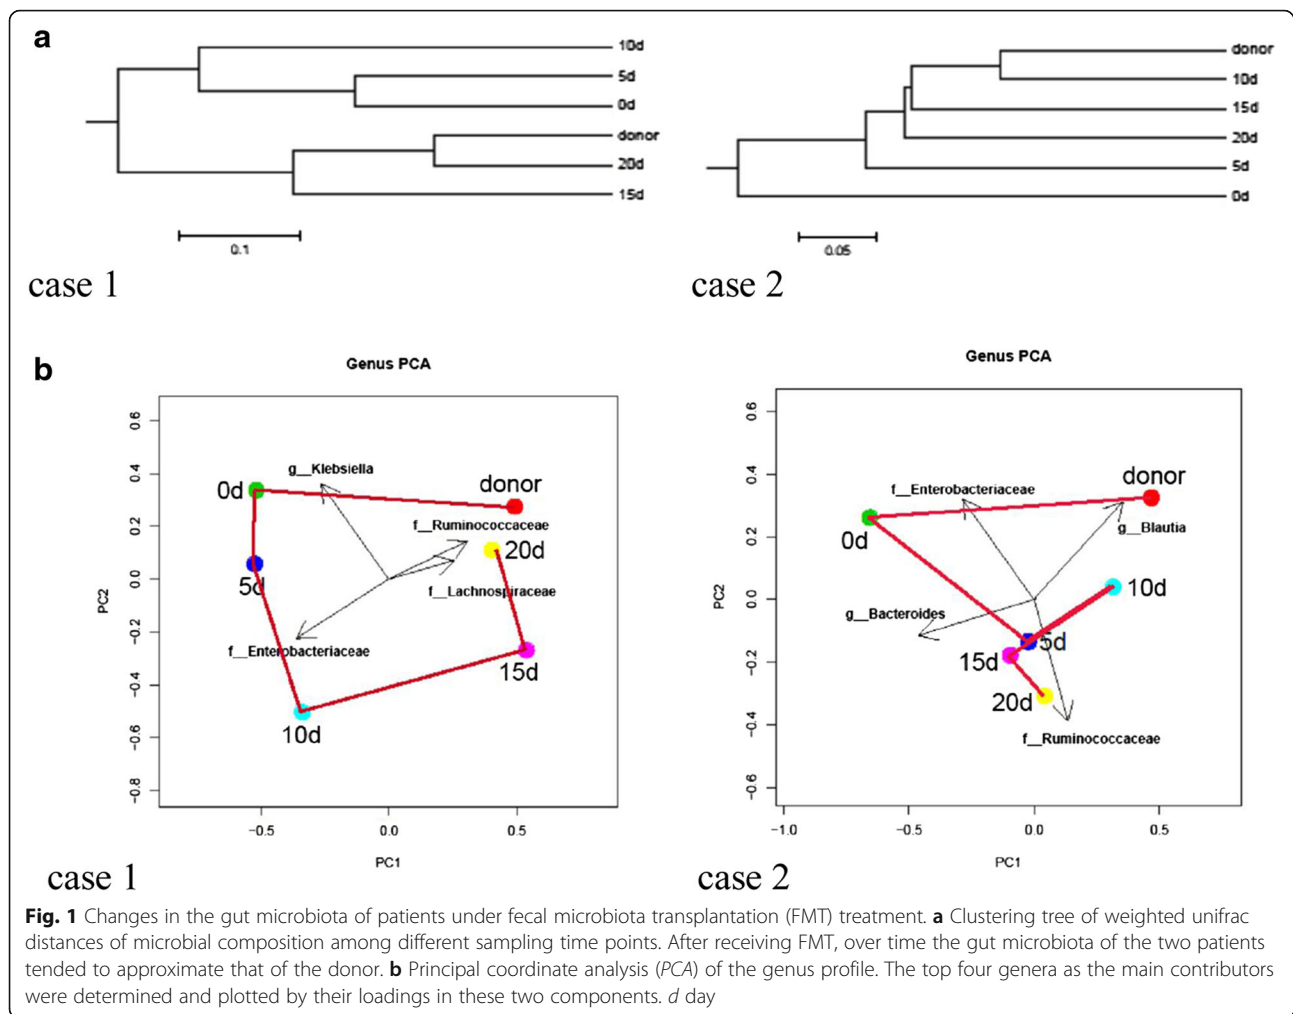 a
10d
5d
0d
donor
20d
15d
0.1
case 1
donor
10d
15d
20d
5d
0d
0.05
case 2
b
Genus PCA
0.6
0.4
0.2
0.0
−0.2
−0.4
−0.6
−0.8
PC2
g__Klebsiella
0d
donor
f__Ruminococcaceae
20d
5d
f__Lachnospiraceae
f__Enterobacteriaceae
15d
10d
−0.5 0.0 0.5
PC1
case 1
Genus PCA
0.6
0.4
0.2
0.0
−0.2
−0.4
−0.6
PC2
donor
f__Enterobacteriaceae
g__Blautia
0d
10d
g__Bacteroides
5d
15d
20d
f__Ruminococcaceae
−1.0 −0.5 0.0 0.5
PC1
case 2
Fig. 1 Changes in the gut microbiota of patients under fecal microbiota transplantation (FMT) treatment. a Clustering tree of weighted unifrac
distances of microbial composition among different sampling time points. After receiving FMT, over time the gut microbiota of the two patients
tended to approximate that of the donor. b Principal coordinate analysis (PCA) of the genus profile. The top four genera as the main contributors
were determined and plotted by their loadings in these two components. d day